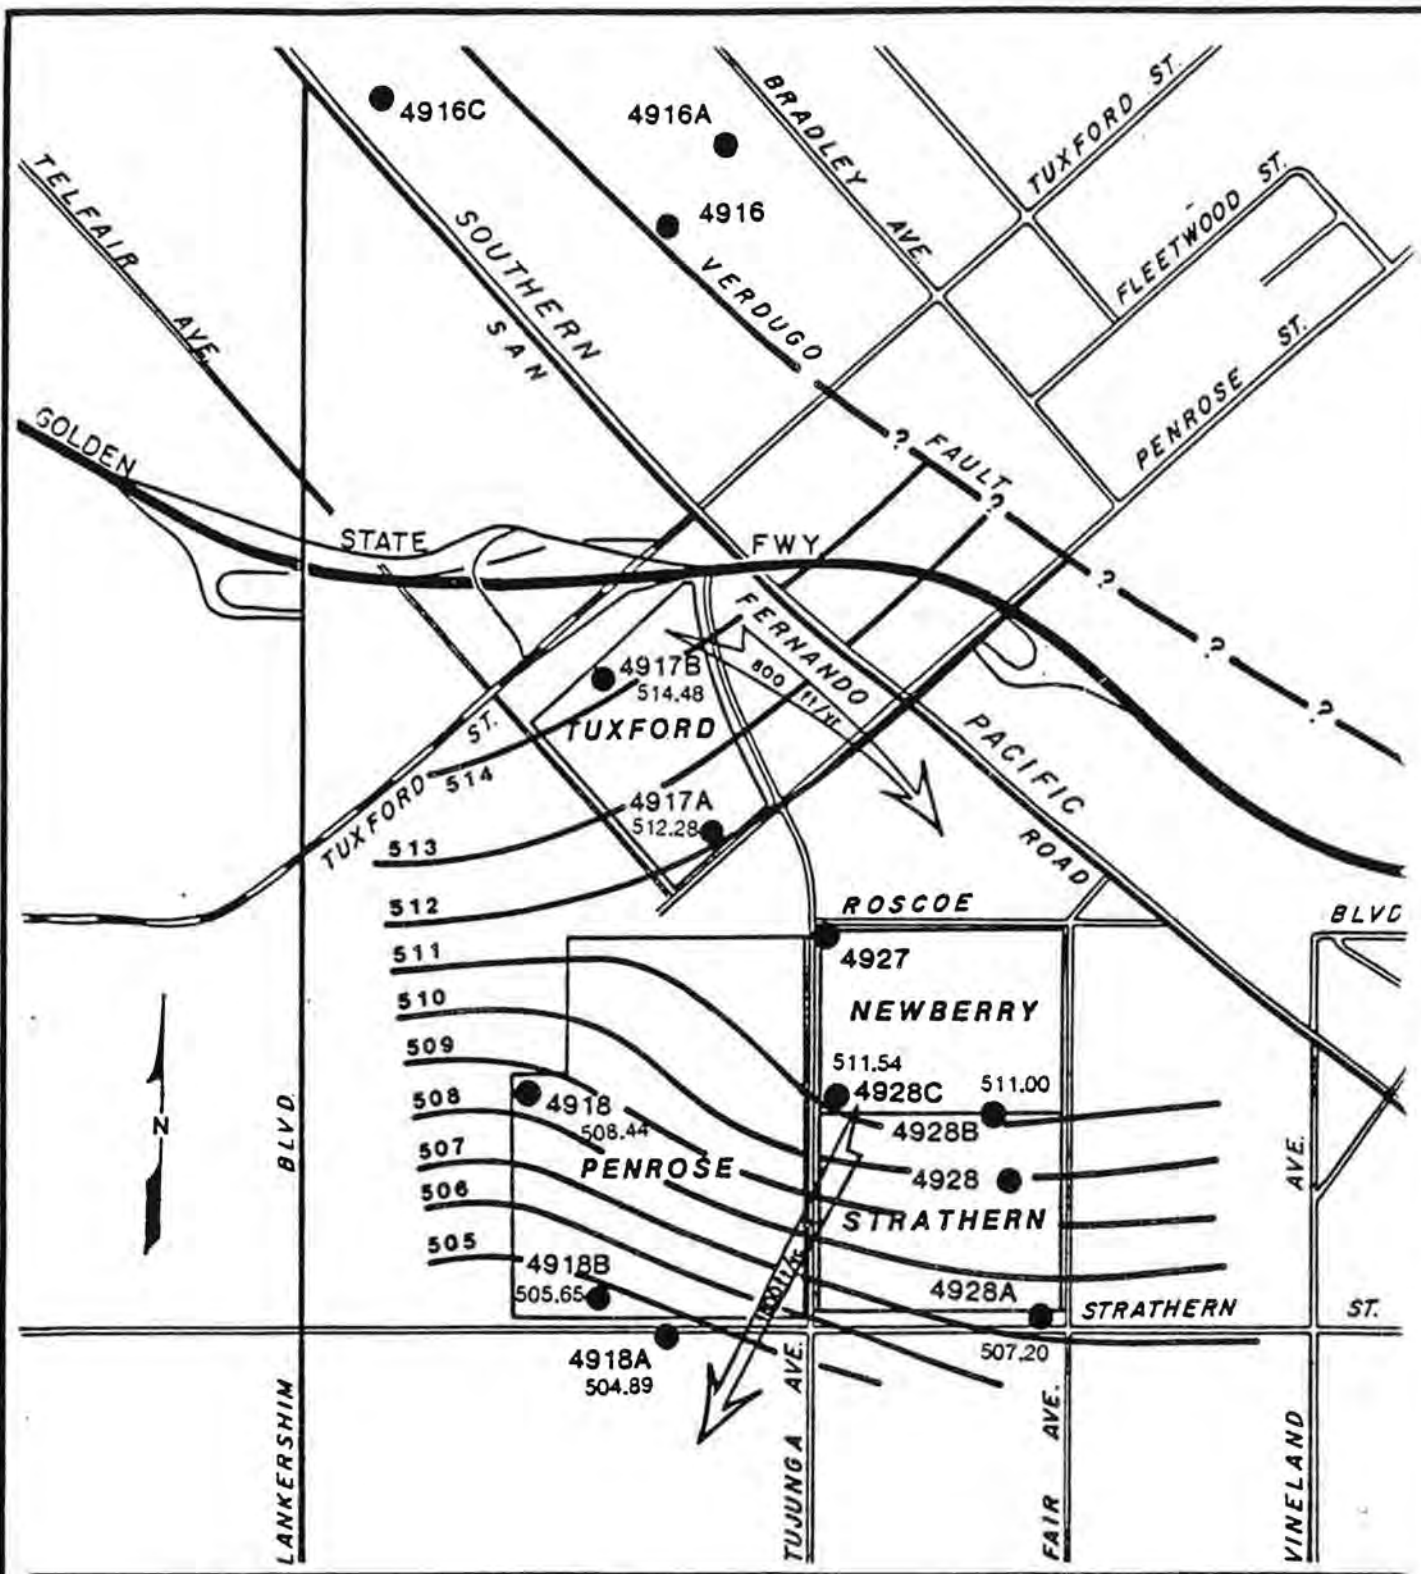 4916C
4916A
4916
BRADLEY AVE.
TUXFORD ST.
FLEETWOOD ST.
PENROSE ST.
TELFAIR AVE.
SOUTHERN
SAN
VERDUGO
? FAULT ? ? ? ?
GOLDEN
STATE
FWY
FERNANDO
PACIFIC
ROAD
800 ft/yr
4917B
514.48
TUXFORD
TUXFORD ST.
514
4917A
512.28
513
512
ROSCOE
BLVD
511
4927
510
NEWBERRY
509
511.54
4928C
511.00
508
4918
508.44
4928B
N
BLVD.
507
PENROSE
4928
AVE.
506
STRATHERN
505
4918B
505.65
4928A
STRATHERN
ST.
507.20
4918A
504.89
LANKERSHIM
TUJUNGA AVE.
FAIR AVE.
VINELAND